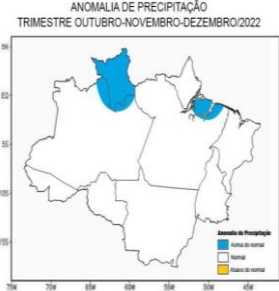 ANOMALIA DE PRECIPITAÇÃO
TRIMESTRE OUTUBRO-NOVEMBRO-DEZEMBRO/2022
5N
EQ
5S
10S
15S
75W
70W
65W
60W
55W
50W
45W
Anomalia de Precipitação
Acima do normal
Normal
Abaixo do normal